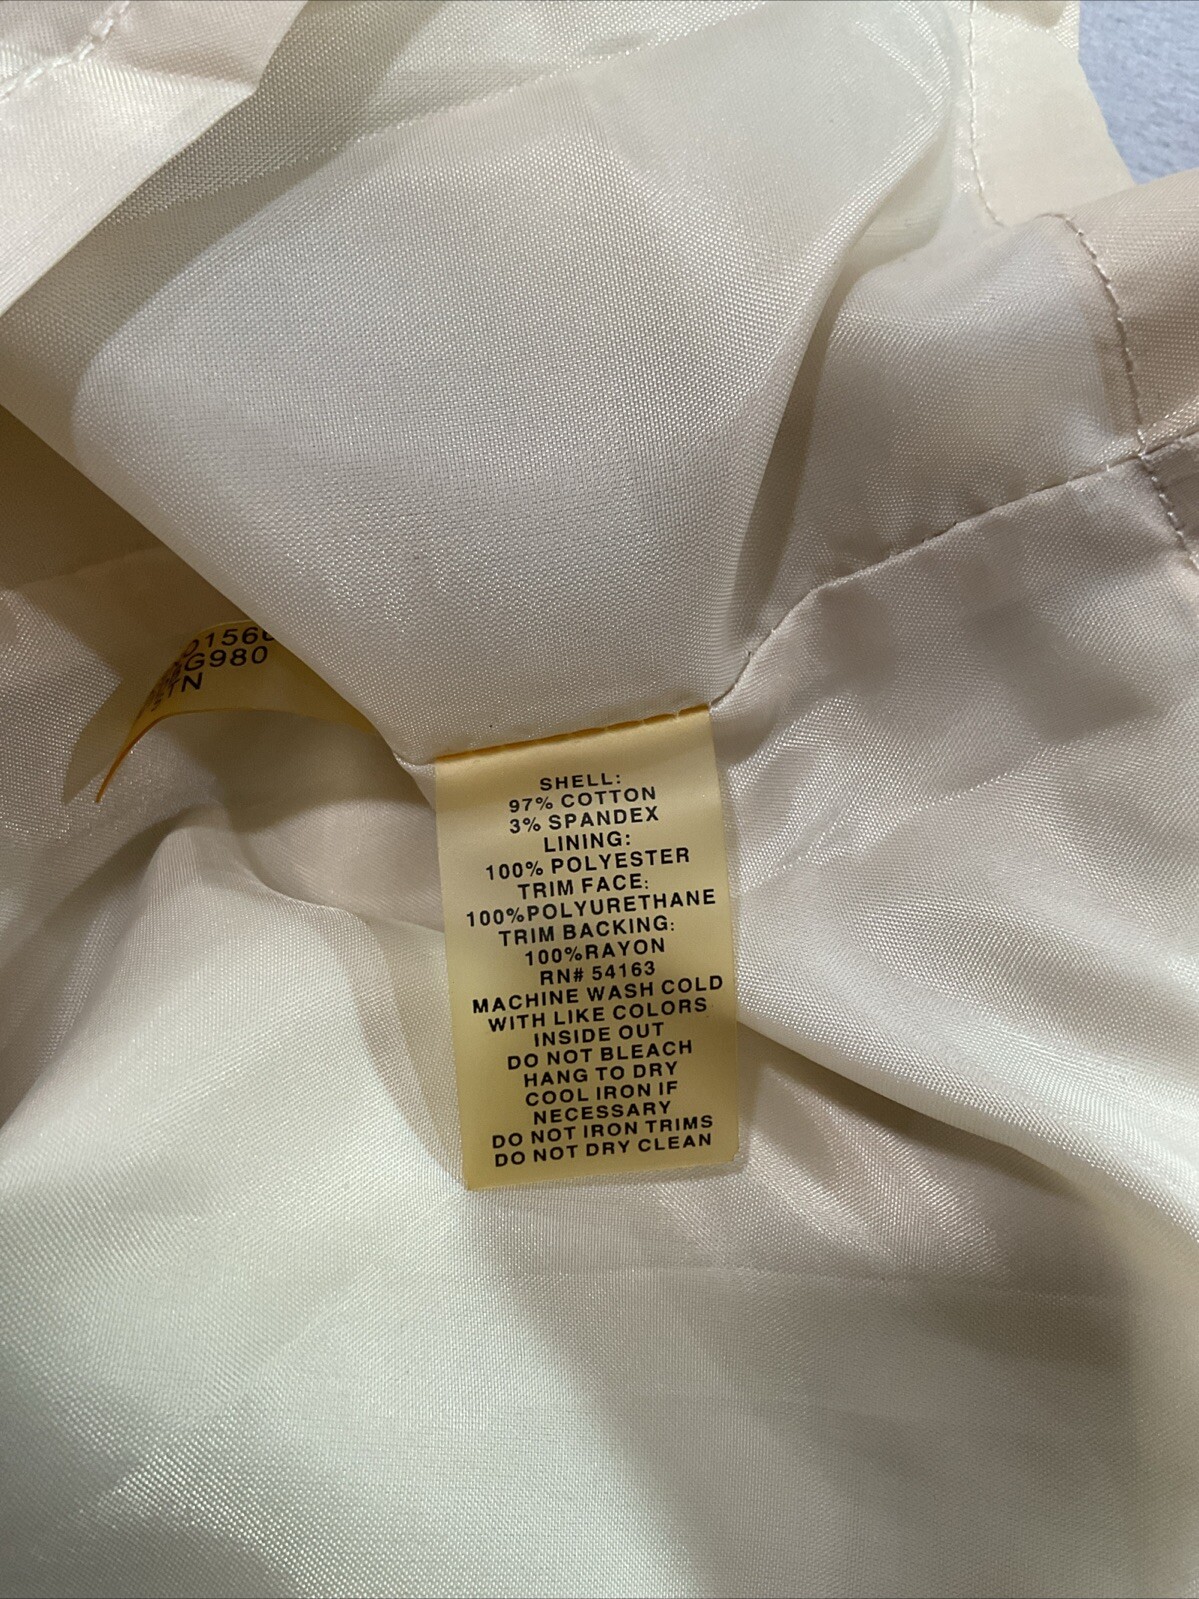 G980
SHELL:
97% COTTON
3% SPANDEX
LINING:
100% POLYESTER
TRIM FACE:
100%POLYURETHANE
TRIM BACKING:
100%RAYON
RN# 54163
MACHINE WASH COLD
WITH LIKE COLORS
INSIDE OUT
DO NOT BLEACH
HANG TO DRY
COOL IRON IF
NECESSARY
DO NOT IRON TRIMS
DO NOT DRY CLEAN